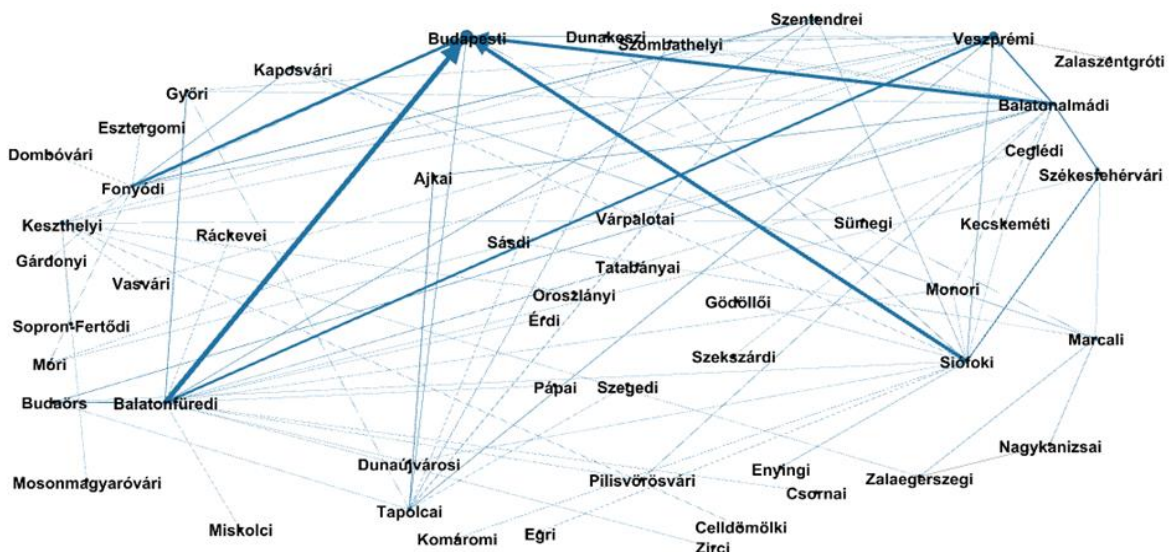 Szentendrei
Budapesti
Dunakeszi
Szombathelyi
Veszprémi
Zalaszentgróti
Kaposvári
Győri
Balatonalmádi
Esztergomi
Dombóvári
Ceglédi
Székesfehérvári
Fonyódi
Ajkai
Keszthelyi
Ráckevei
Várpalotai
Sümegi
Kecskeméti
Sásdi
Gárdonyi
Vasvári
Tatabányai
Oroszlányi
Gödöllői
Monori
Sopron-Fertődi
Érdi
Móri
Szekszárdi
Siófoki
Marcali
Budaörs
Balatonfüredi
Pápai
Szegedi
Nagykanizsai
Dunaújvárosi
Mosonmagyaróvári
Pilisvörösvári
Enyingi
Csornai
Zalaegerszegi
Tapolcai
Miskolci
Komáromi
Egri
Celldömölki
Zirci